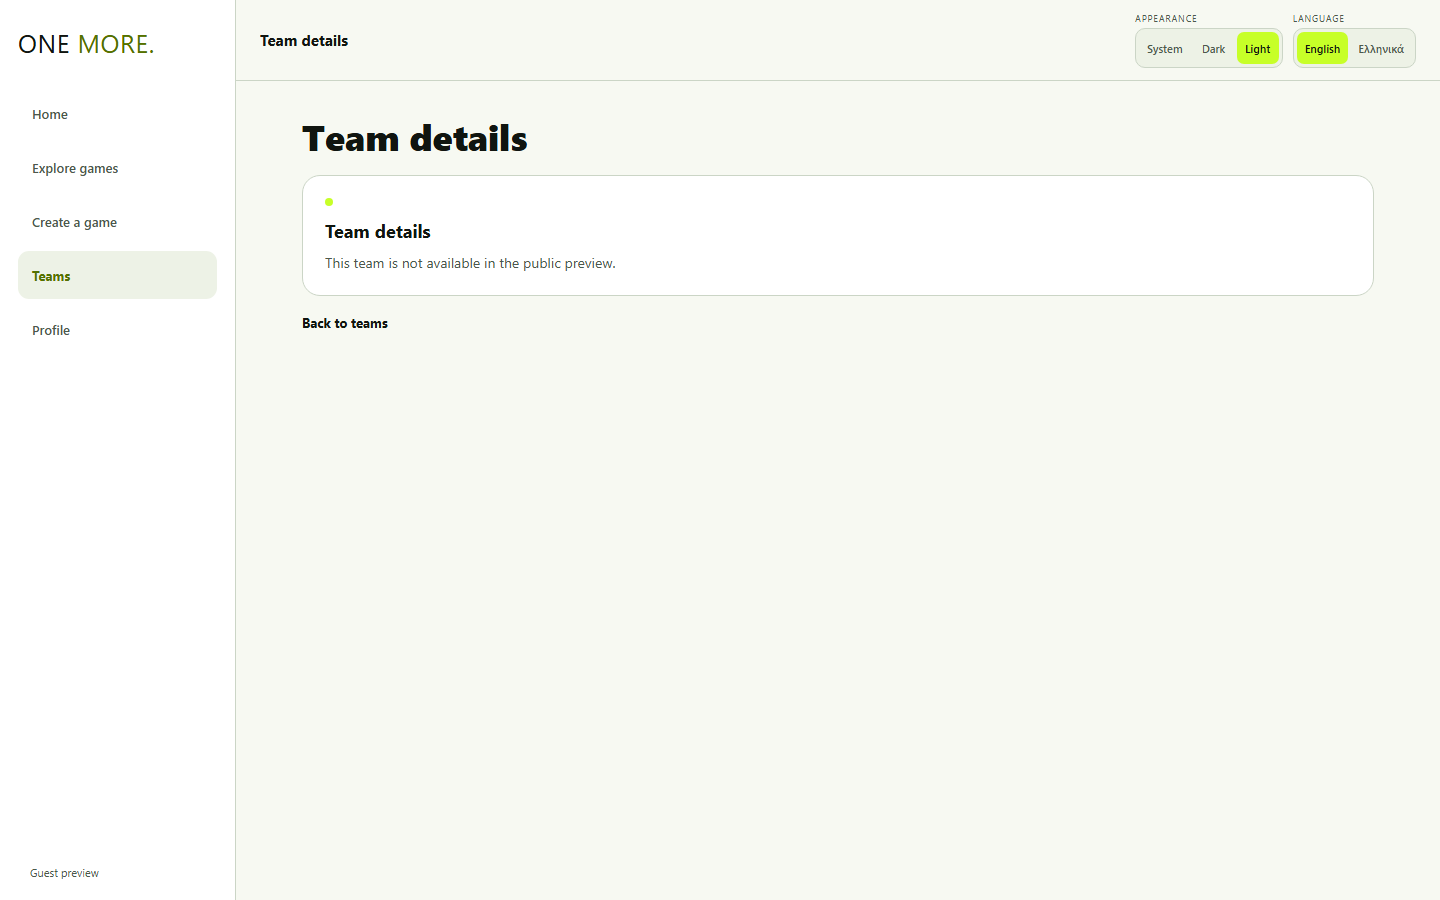 ONE MORE.
Home
Explore games
Create a game
Teams
Profile
Guest preview
Team details
APPEARANCE
System Dark Light
LANGUAGE
English Ελληνικά
Team details
Team details
This team is not available in the public preview.
Back to teams